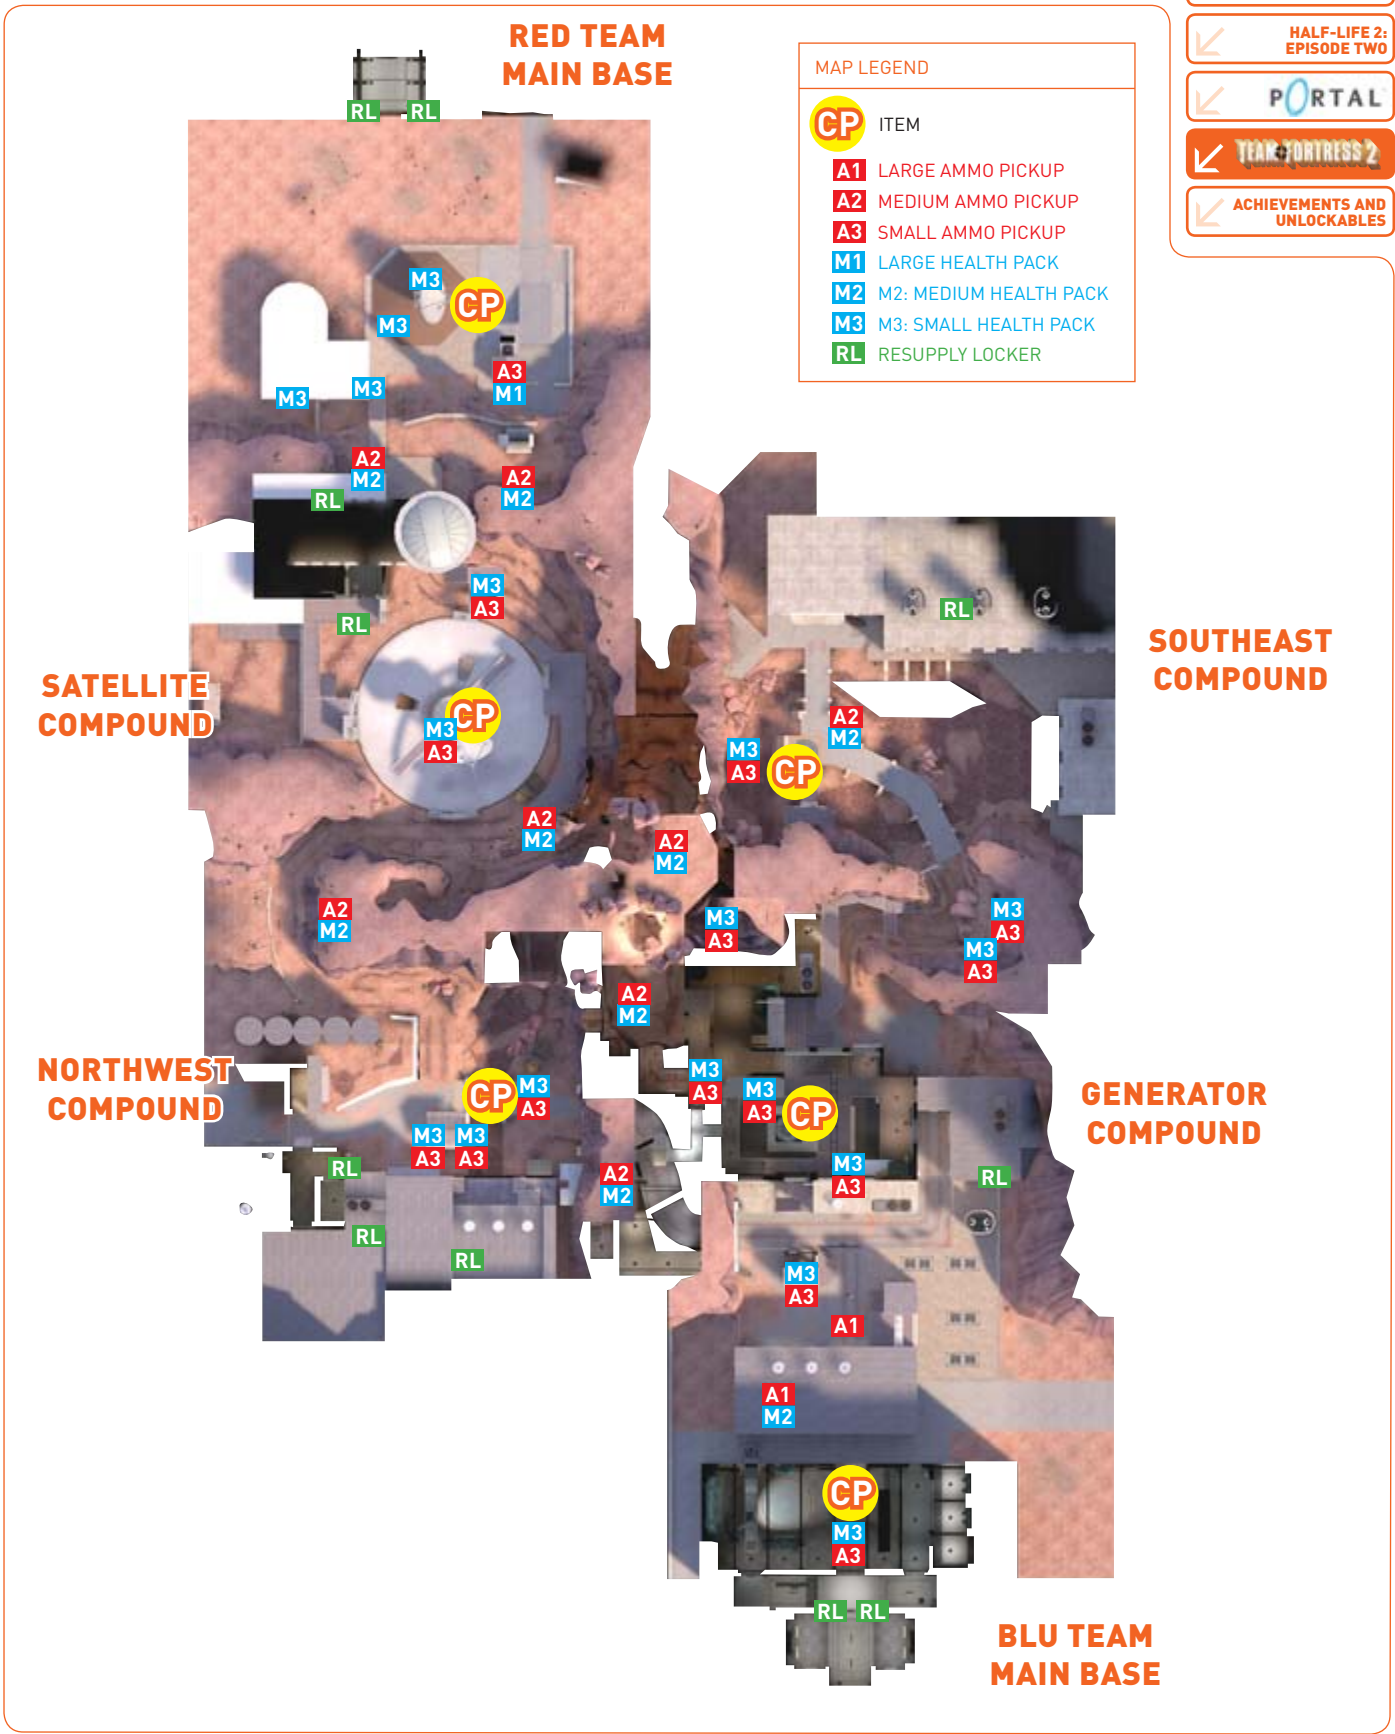 RED TEAM
MAIN BASE
HALF-LIFE 2:
EPISODE TWO
PORTAL
TEAM FORTRESS 2
ACHIEVEMENTS AND
UNLOCKABLES
MAP LEGEND
CP ITEM
A1 LARGE AMMO PICKUP
A2 MEDIUM AMMO PICKUP
A3 SMALL AMMO PICKUP
M1 LARGE HEALTH PACK
M2 M2: MEDIUM HEALTH PACK
M3 M3: SMALL HEALTH PACK
RL RESUPPLY LOCKER
RL RL
M3
CP
M3
A3
M1
M3
M3
A2
M2
A2
M2
RL
M3
A3
RL
RL
SOUTHEAST
COMPOUND
SATELLITE
COMPOUND
CP
M3
A3
A2
M2
M3
A3
CP
A2
M2
A2
M2
A2
M2
M3
A3
M3
A3
M3
A3
A2
M2
NORTHWEST
COMPOUND
CP
M3
A3
M3
A3
M3
A3
M3
A3
M3
A3
CP
GENERATOR
COMPOUND
RL
A2
M2
M3
A3
RL
RL
RL
M3
A3
A1
A1
M2
CP
M3
A3
RL RL
BLU TEAM
MAIN BASE